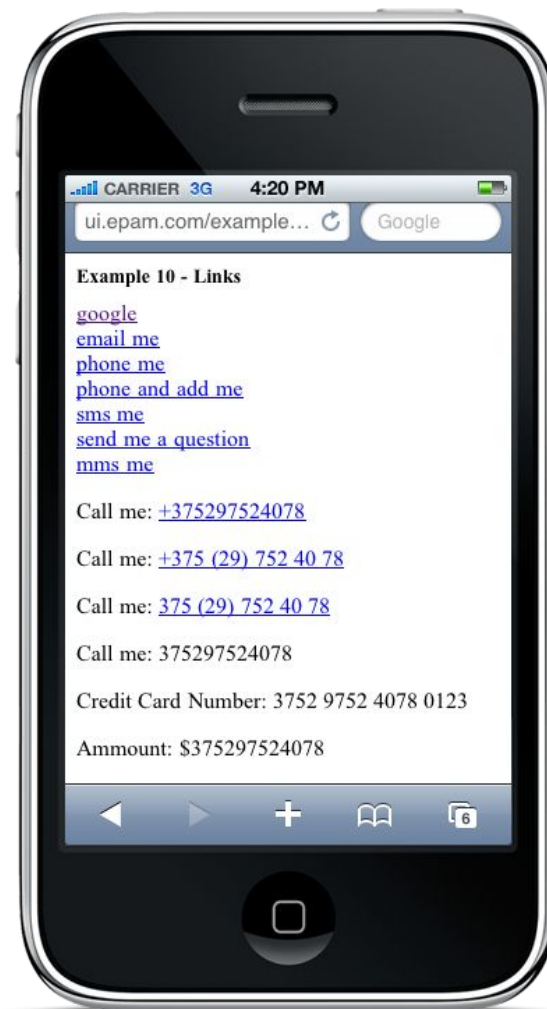 CARRIER 3G 4:20 PM
ui.epam.com/example... Google
Example 10 - Links
google
email me
phone me
phone and add me
sms me
send me a question
mms me
Call me: +375297524078
Call me: +375 (29) 752 40 78
Call me: 375 (29) 752 40 78
Call me: 375297524078
Credit Card Number: 3752 9752 4078 0123
Ammount: $375297524078
6